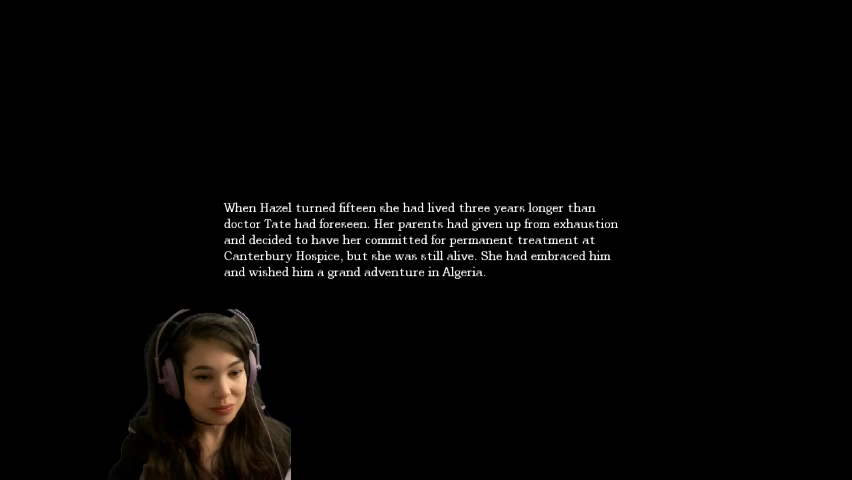 When Hazel turned fifteen she had lived three years longer than
doctor Tate had foreseen. Her parents had given up from exhaustion
and decided to have her committed for permanent treatment at
Canterbury Hospice, but she was still alive. She had embraced him
and wished him a grand adventure in Algeria.